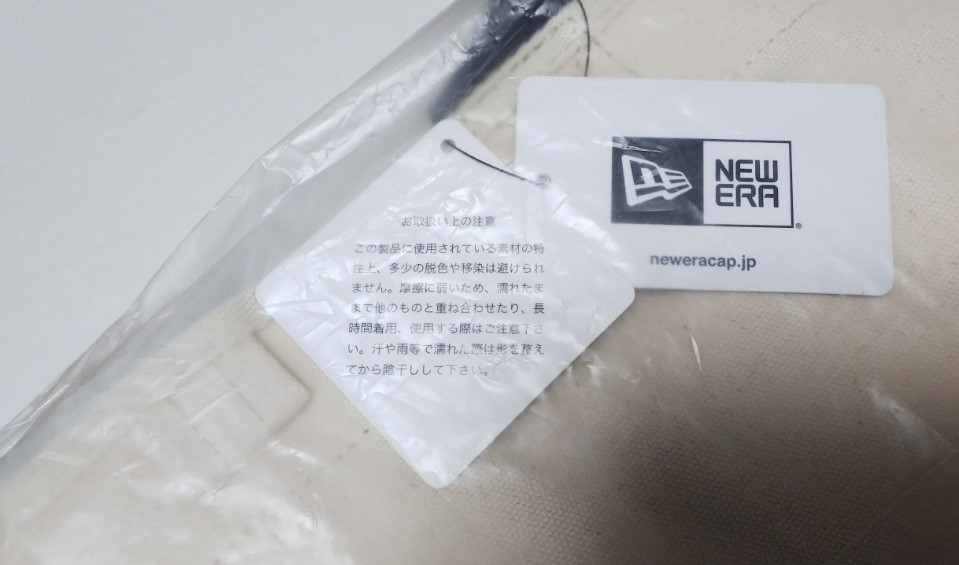 お取扱い上の注意
この製品に使用されている素材の特
性上、多少の脱色や移染は避けられ
ません。摩擦に弱いため、濡れたま
まで他のものと重ね合わせたり、長
時間着用、使用する際はご注意下さ
い。汗や雨等で濡れた際は形を整え
てから陰干しして下さい。
NEW
ERA
®
neweracap.jp